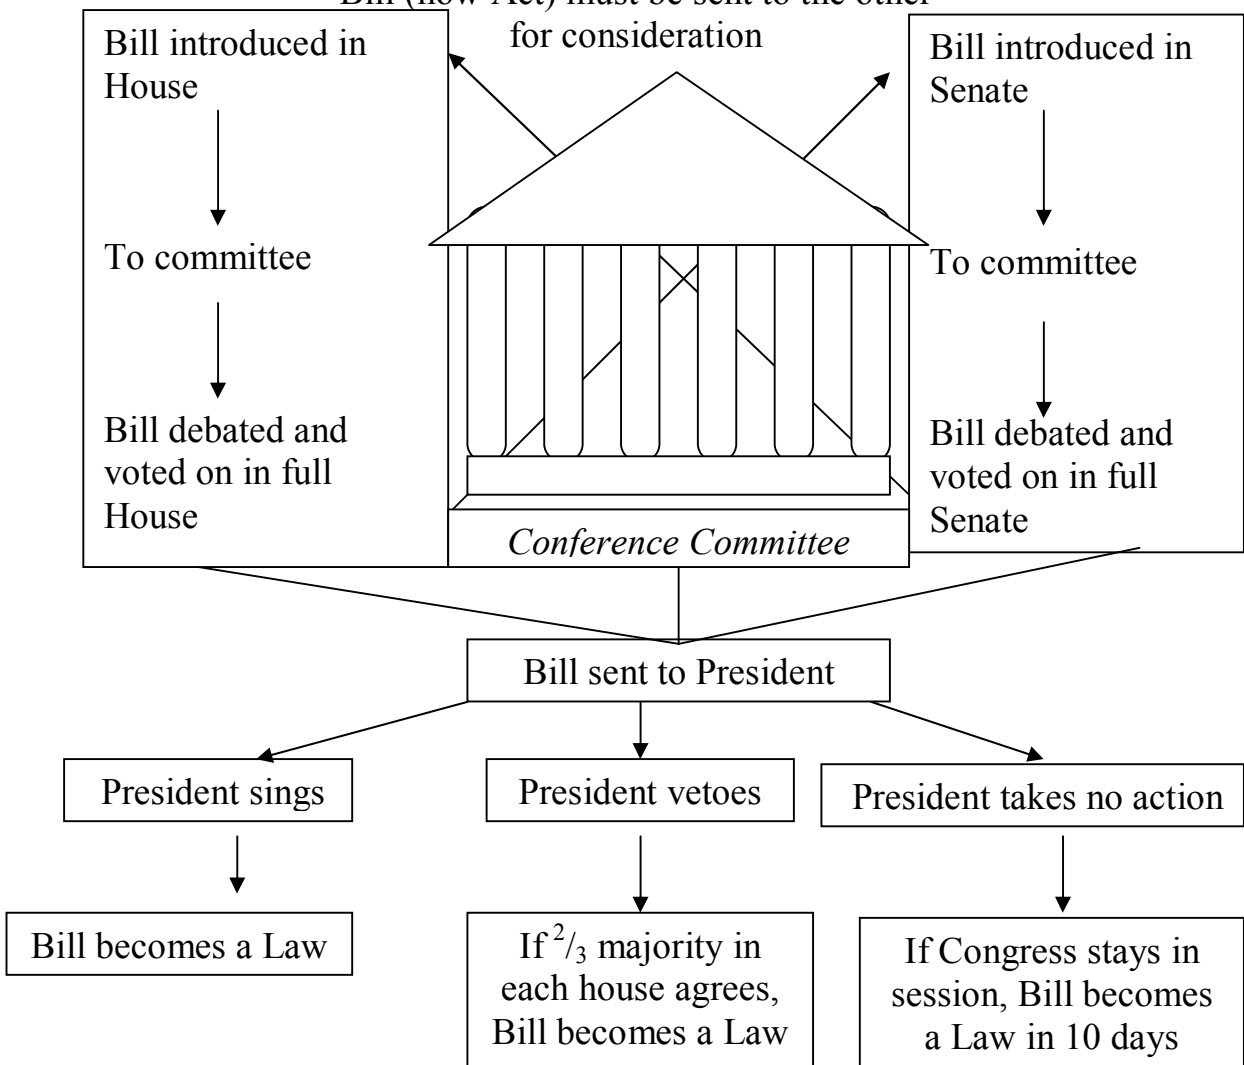 Bill (now Act) must be sent to the other
for consideration
Bill introduced in
House
To committee
Bill debated and
voted on in full
House
Bill introduced in
Senate
To committee
Bill debated and
voted on in full
Senate
Conference Committee
Bill sent to President
President sings
President vetoes
President takes no action
Bill becomes a Law
If 2/3 majority in
each house agrees,
Bill becomes a Law
If Congress stays in
session, Bill becomes
a Law in 10 days